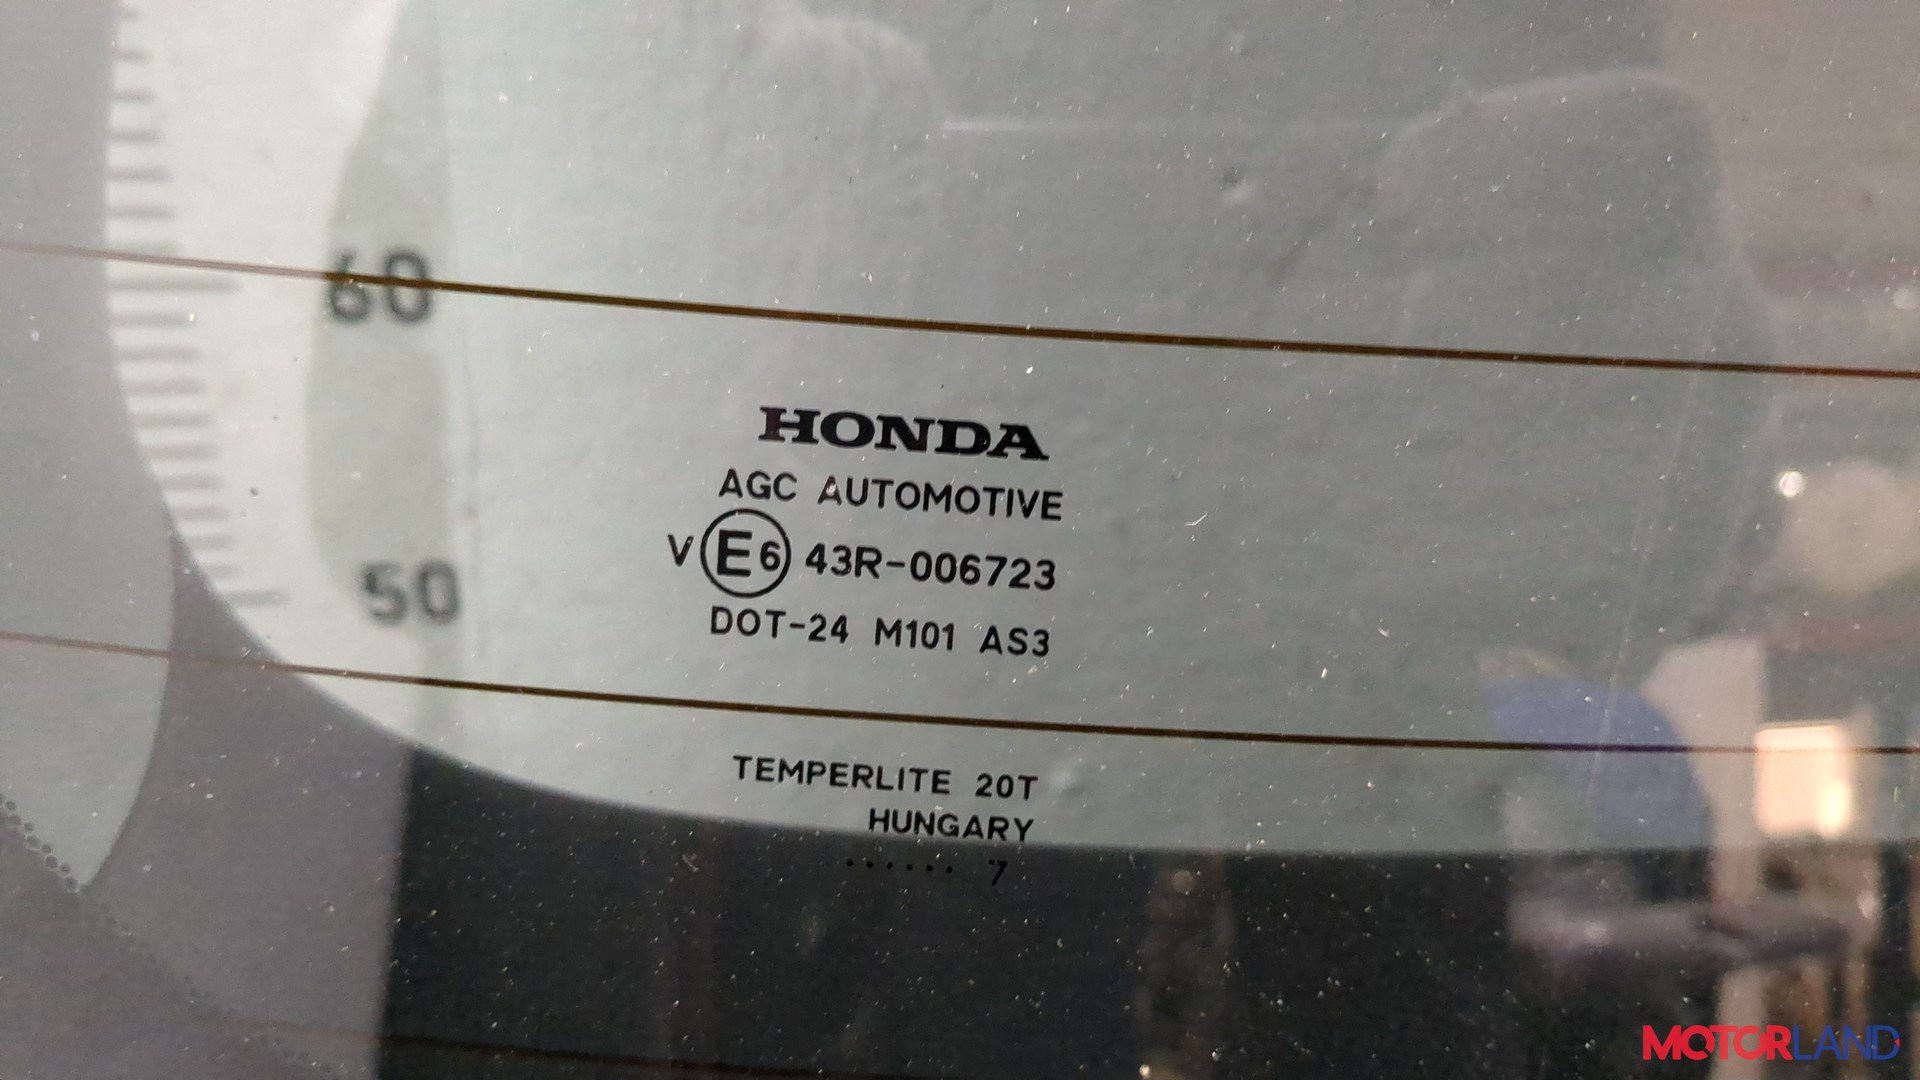 60
HONDA
AGC AUTOMOTIVE
V E6 43R-006723
50
DOT-24 M101 AS3
TEMPERLITE 20T
HUNGARY
...... 7
MOTORLAND